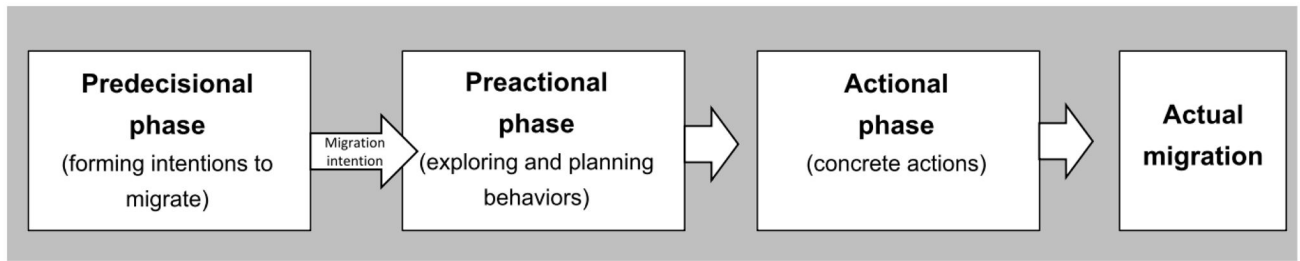 Predecisional
phase
(forming intentions to
migrate)
Migration
intention
Preactional
phase
(exploring and planning
behaviors)
Actional
phase
(concrete actions)
Actual
migration